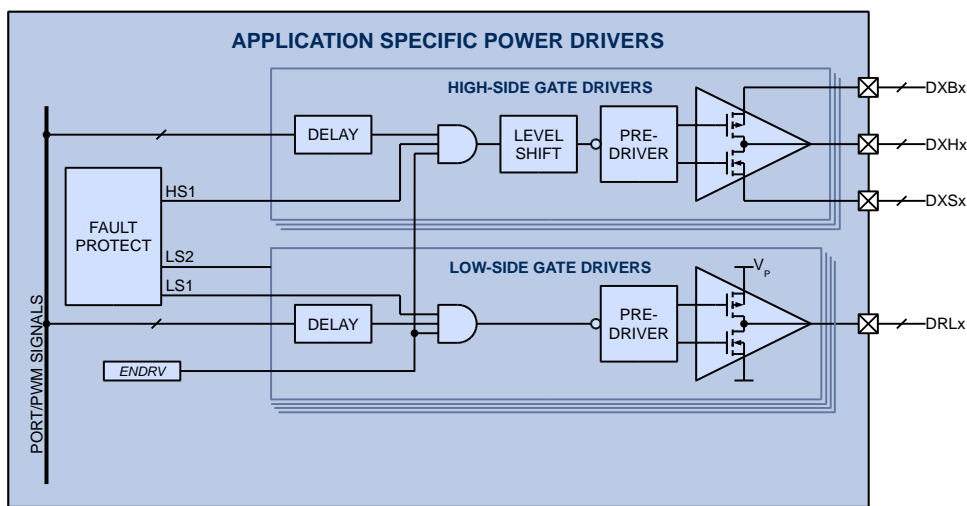 APPLICATION SPECIFIC POWER DRIVERS
HIGH-SIDE GATE DRIVERS
DXBx
DELAY
LEVEL
SHIFT
PRE-
DRIVER
DXHx
HS1
DXSx
FAULT
PROTECT
LS2
LS1
LOW-SIDE GATE DRIVERS
VP
DELAY
PRE-
DRIVER
DRLx
ENDRV
PORT/PWM SIGNALS